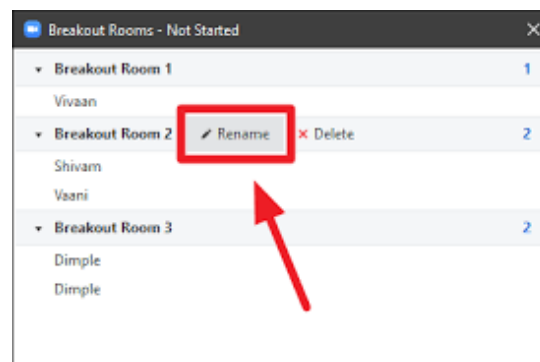 Breakout Rooms - Not Started
Breakout Room 1 1
Vivaan
Breakout Room 2 Rename × Delete 2
Shivam
Vaani
Breakout Room 3 2
Dimple
Dimple